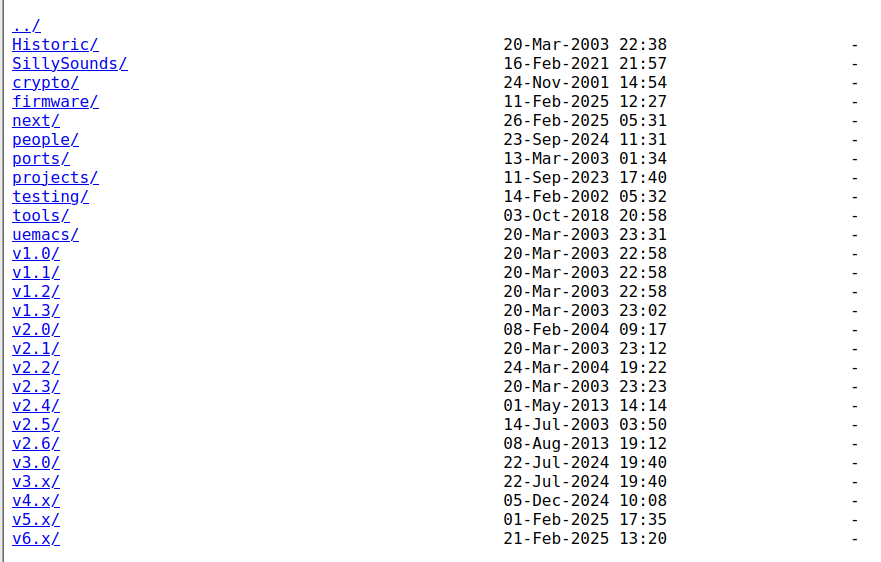 ../
Historic/ 20-Mar-2003 22:38 -
SillySounds/ 16-Feb-2021 21:57 -
crypto/ 24-Nov-2001 14:54 -
firmware/ 11-Feb-2025 12:27 -
next/ 26-Feb-2025 05:31 -
people/ 23-Sep-2024 11:31 -
ports/ 13-Mar-2003 01:34 -
projects/ 11-Sep-2023 17:40 -
testing/ 14-Feb-2002 05:32 -
tools/ 03-Oct-2018 20:58 -
uemacs/ 20-Mar-2003 23:31 -
v1.0/ 20-Mar-2003 22:58 -
v1.1/ 20-Mar-2003 22:58 -
v1.2/ 20-Mar-2003 22:58 -
v1.3/ 20-Mar-2003 23:02 -
v2.0/ 08-Feb-2004 09:17 -
v2.1/ 20-Mar-2003 23:12 -
v2.2/ 24-Mar-2004 19:22 -
v2.3/ 20-Mar-2003 23:23 -
v2.4/ 01-May-2013 14:14 -
v2.5/ 14-Jul-2003 03:50 -
v2.6/ 08-Aug-2013 19:12 -
v3.0/ 22-Jul-2024 19:40 -
v3.x/ 22-Jul-2024 19:40 -
v4.x/ 05-Dec-2024 10:08 -
v5.x/ 01-Feb-2025 17:35 -
v6.x/ 21-Feb-2025 13:20 -